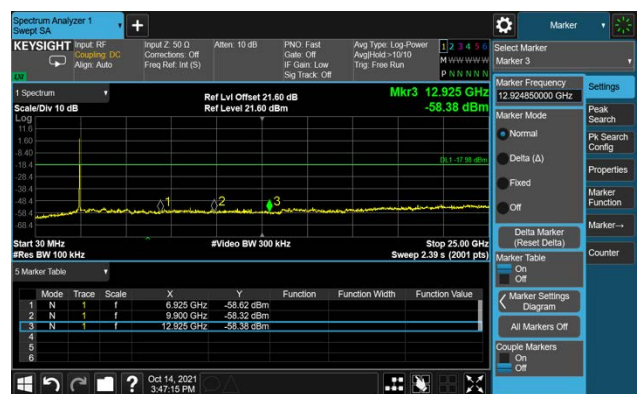 Spectrum Analyzer 1
Swept SA
Marker
KEYSIGHT
Input: RF
Coupling: DC
Align: Auto
Input Z: 50 Ω
Corrections: Off
Freq Ref: Int (S)
Atten: 10 dB
PNO: Fast
Gate: Off
IF Gain: Low
Sig Track: Off
Avg Type: Log-Power
Avg|Hold:>10/10
Trig: Free Run
1 2 3 4 5 6
M W W W W W
P N N N N N
LXI
Select Marker
Marker 3
1 Spectrum
Scale/Div 10 dB
Ref Lvl Offset 21.60 dB
Ref Level 21.60 dBm
Mkr3 12.925 GHz
-58.38 dBm
Log
11.6
1.60
-8.40
-18.4
-28.4
-38.4
-48.4
-58.4
-68.4
DL1 -17.98 dBm
1
2
3
Start 30 MHz
#Res BW 100 kHz
#Video BW 300 kHz
Stop 25.00 GHz
Sweep 2.39 s (2001 pts)
5 Marker Table
Mode Trace Scale X Y Function Function Width Function Value
1 N 1 f 6.925 GHz -58.62 dBm
2 N 1 f 9.900 GHz -58.32 dBm
3 N 1 f 12.925 GHz -58.38 dBm
4
5
6
Marker Frequency
12.924850000 GHz
Marker Mode
Normal
Delta (Δ)
Fixed
Off
Delta Marker
(Reset Delta)
Marker Table
On
Off
Marker Settings
Diagram
All Markers Off
Couple Markers
On
Off
Settings
Peak
Search
Pk Search
Config
Properties
Marker
Function
Marker→
Counter
?
Oct 14, 2021
3:47:15 PM